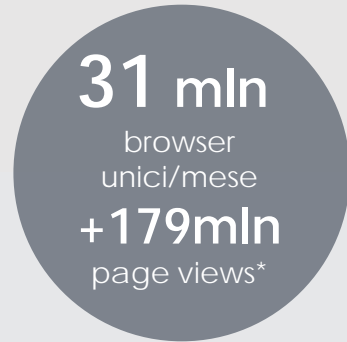 31 mln
browser
unici/mese
+179mln
page views*